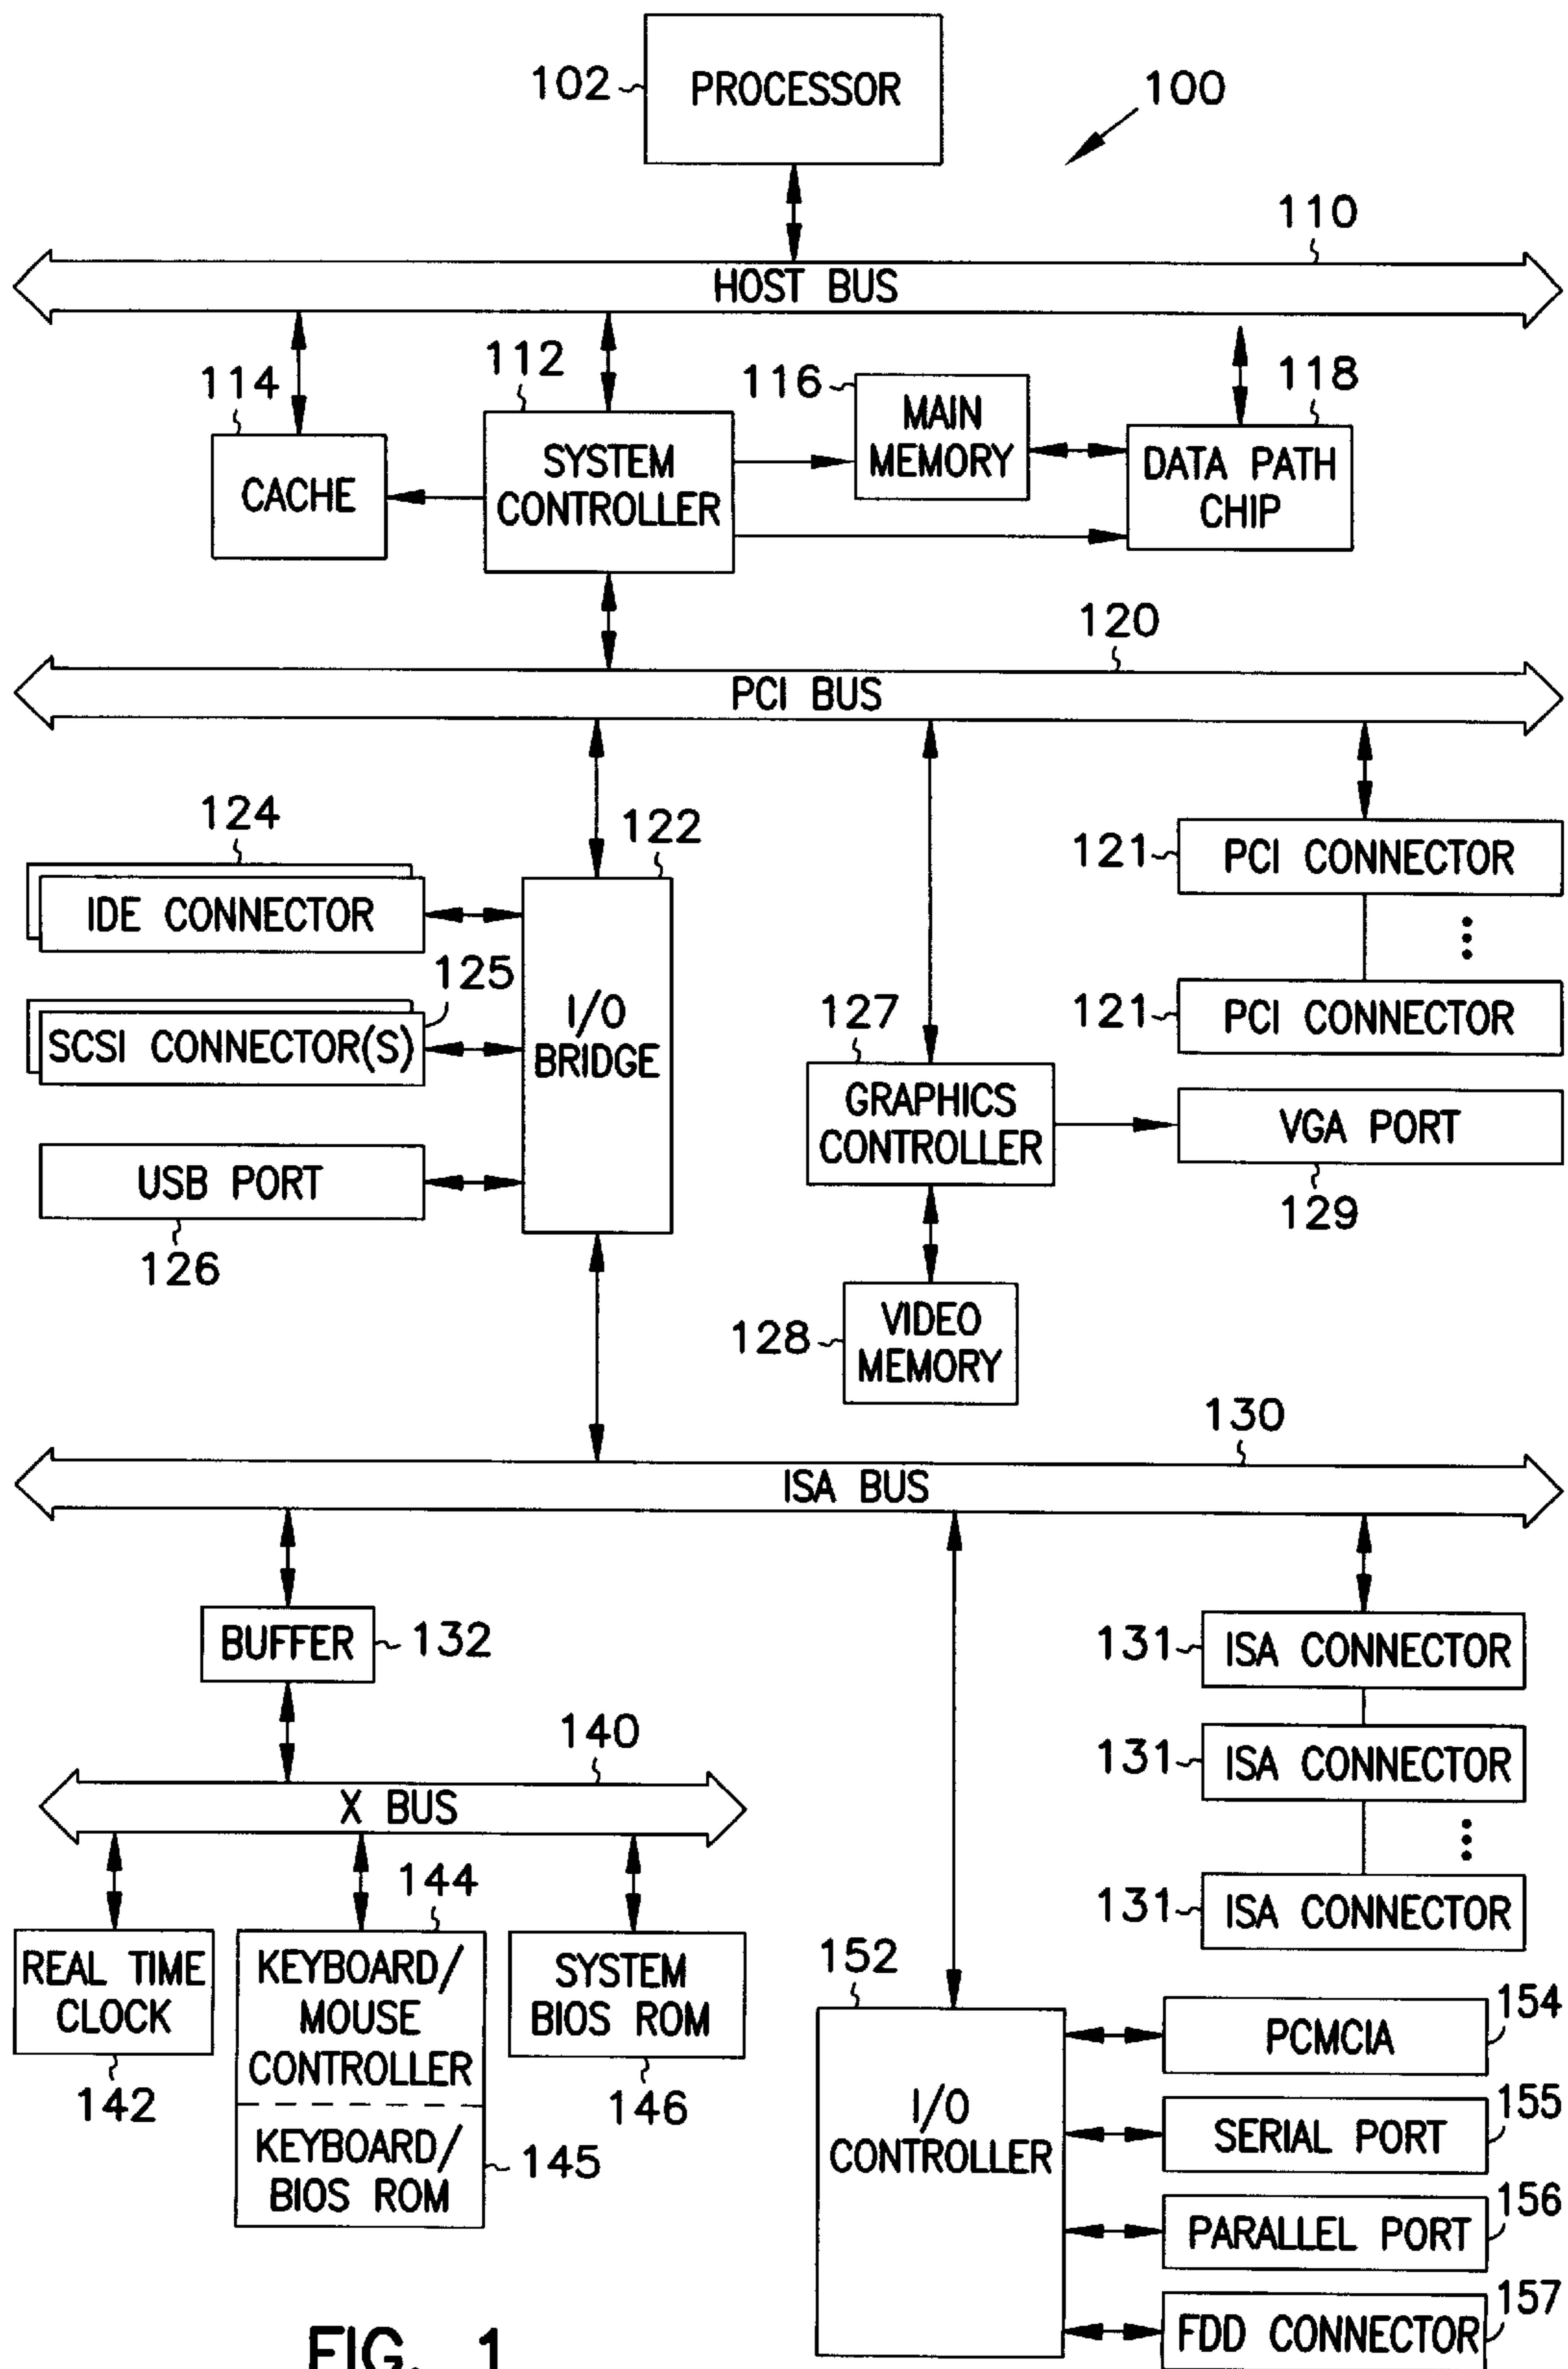 102
PROCESSOR
100
110
HOST BUS
114
112
116
118
CACHE
SYSTEM
CONTROLLER
MAIN
MEMORY
DATA PATH
CHIP
120
PCI BUS
124
122
IDE CONNECTOR
125
SCSI CONNECTOR(S)
USB PORT
126
I/O
BRIDGE
127
GRAPHICS
CONTROLLER
128
VIDEO
MEMORY
121
PCI CONNECTOR
121
PCI CONNECTOR
VGA PORT
129
130
ISA BUS
BUFFER
132
131
ISA CONNECTOR
131
ISA CONNECTOR
131
ISA CONNECTOR
140
X BUS
144
REAL TIME
CLOCK
142
KEYBOARD/
MOUSE
CONTROLLER
KEYBOARD/
BIOS ROM
145
SYSTEM
BIOS ROM
146
152
I/O
CONTROLLER
154
PCMCIA
155
SERIAL PORT
156
PARALLEL PORT
157
FDD CONNECTOR
FIG. 1